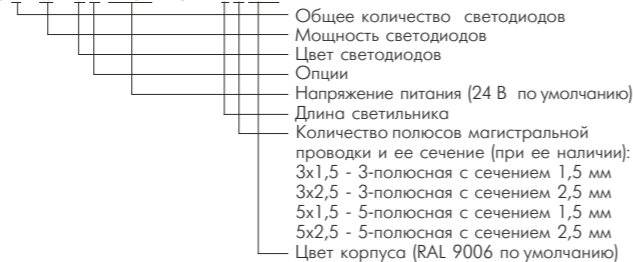 Общее количество светодиодов
Мощность светодиодов
Цвет светодиодов
Опции
Напряжение питания (24 В по умолчанию)
Длина светильника
Количество полюсов магистральной
проводки и ее сечение (при ее наличии):
3х1,5 - 3-полюсная с сечением 1,5 мм
3х2,5 - 3-полюсная с сечением 2,5 мм
5х1,5 - 5-полюсная с сечением 1,5 мм
5х2,5 - 5-полюсная с сечением 2,5 мм
Цвет корпуса (RAL 9006 по умолчанию)